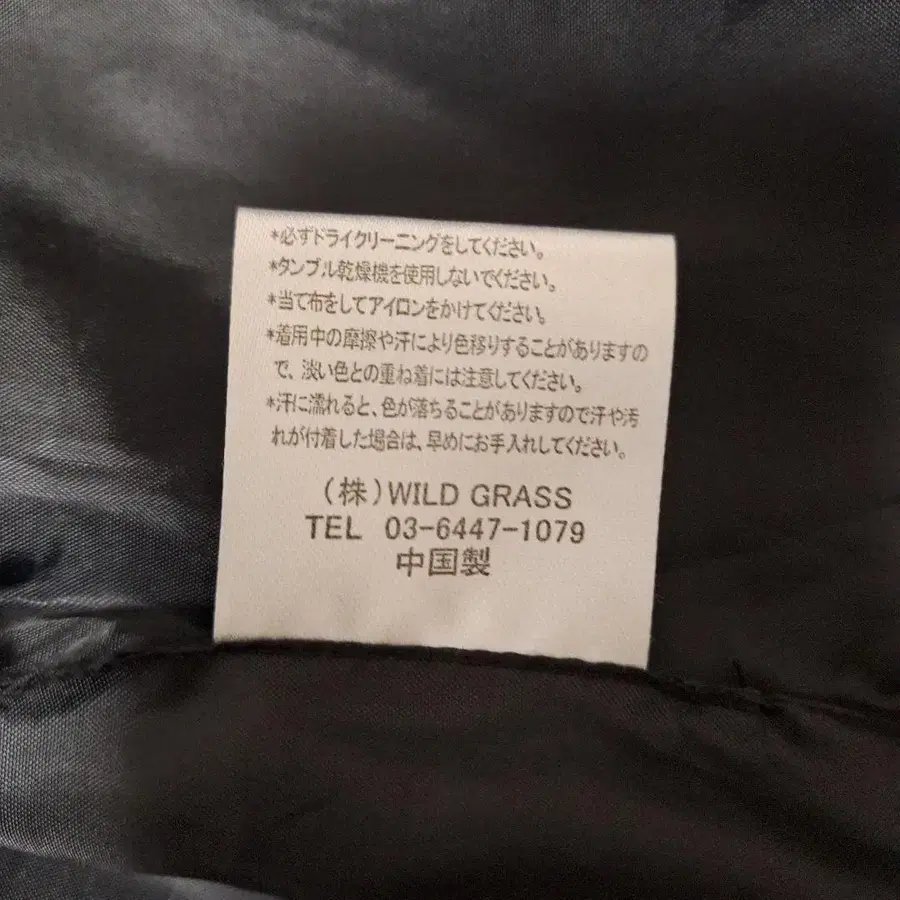 *必ずドライクリーニングをしてください。
*タンブル乾燥機を使用しないでください。
*当て布をしてアイロンをかけてください。
*着用中の摩擦や汗により色移りすることがありますの
で、淡い色との重ね着には注意してください。
*汗に濡れると、色が落ちることがありますので汗や汚
れが付着した場合は、早めにお手入れしてください。
(株)WILD GRASS
TEL 03-6447-1079
中国製